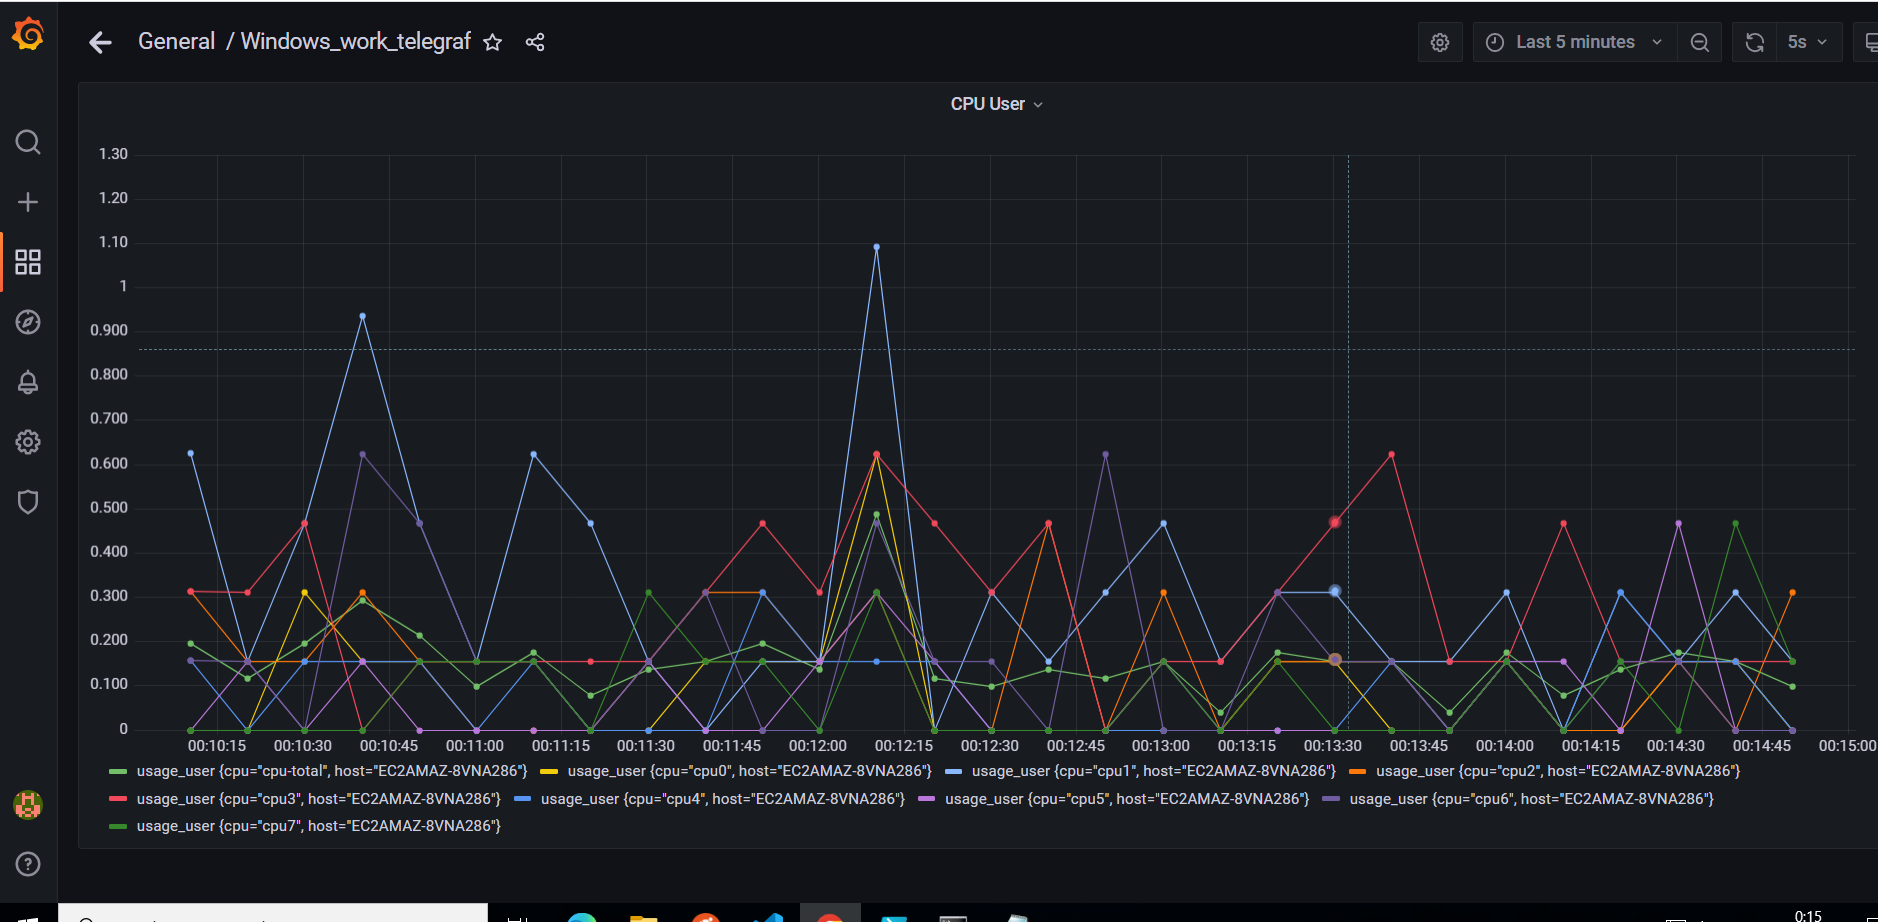 General / Windows_work_telegraf
Last 5 minutes
5s
CPU User
1.30
1.20
1.10
1
0.900
0.800
0.700
0.600
0.500
0.400
0.300
0.200
0.100
0
00:10:15 00:10:30 00:10:45 00:11:00 00:11:15 00:11:30 00:11:45 00:12:00 00:12:15 00:12:30 00:12:45 00:13:00 00:13:15 00:13:30 00:13:45 00:14:00 00:14:15 00:14:30 00:14:45 00:15:00
usage_user {cpu="cpu-total", host="EC2AMAZ-8VNA286"} usage_user {cpu="cpu0", host="EC2AMAZ-8VNA286"} usage_user {cpu="cpu1", host="EC2AMAZ-8VNA286"} usage_user {cpu="cpu2", host="EC2AMAZ-8VNA286"}
usage_user {cpu="cpu3", host="EC2AMAZ-8VNA286"} usage_user {cpu="cpu4", host="EC2AMAZ-8VNA286"} usage_user {cpu="cpu5", host="EC2AMAZ-8VNA286"} usage_user {cpu="cpu6", host="EC2AMAZ-8VNA286"}
usage_user {cpu="cpu7", host="EC2AMAZ-8VNA286"}
0:15